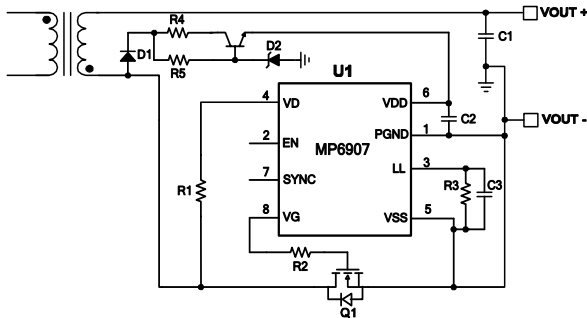 VOUT +
R4
D1
D2
C1
R5
U1
4
VD
VDD
6
C2
VOUT -
2
EN
PGND
1
MP6907
7
SYNC
LL
3
R1
R3
C3
8
VG
VSS
5
R2
Q1